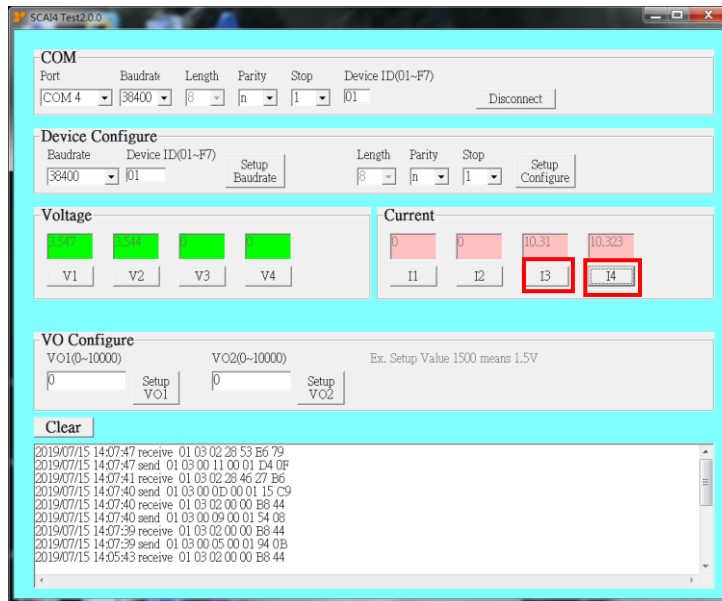 SCAI4 Test2.0.0
COM
Port Baudrate Length Parity Stop Device ID(01~F7)
COM 4 38400 8 n 1 01 Disconnect
Device Configure
Baudrate Device ID(01~F7) Setup Baudrate Length Parity Stop Setup Configure
38400 01 8 n 1
Voltage
3.547 3.544 0 0
V1 V2 V3 V4
Current
0 0 10.31 10.323
I1 I2 I3 I4
VO Configure
VO1(0~10000) VO2(0~10000) Ex. Setup Value 1500 means 1.5V
0 Setup VO1 0 Setup VO2
Clear
2019/07/15 14:07:47 receive 01 03 02 28 53 E6 79
2019/07/15 14:07:47 send 01 03 00 11 00 01 D4 0F
2019/07/15 14:07:41 receive 01 03 02 28 46 27 B6
2019/07/15 14:07:40 send 01 03 00 0D 00 01 15 C9
2019/07/15 14:07:40 receive 01 03 02 00 00 B8 44
2019/07/15 14:07:40 send 01 03 00 09 00 01 54 08
2019/07/15 14:07:39 receive 01 03 02 00 00 B8 44
2019/07/15 14:07:39 send 01 03 00 05 00 01 94 0B
2019/07/15 14:05:43 receive 01 03 02 00 00 B8 44